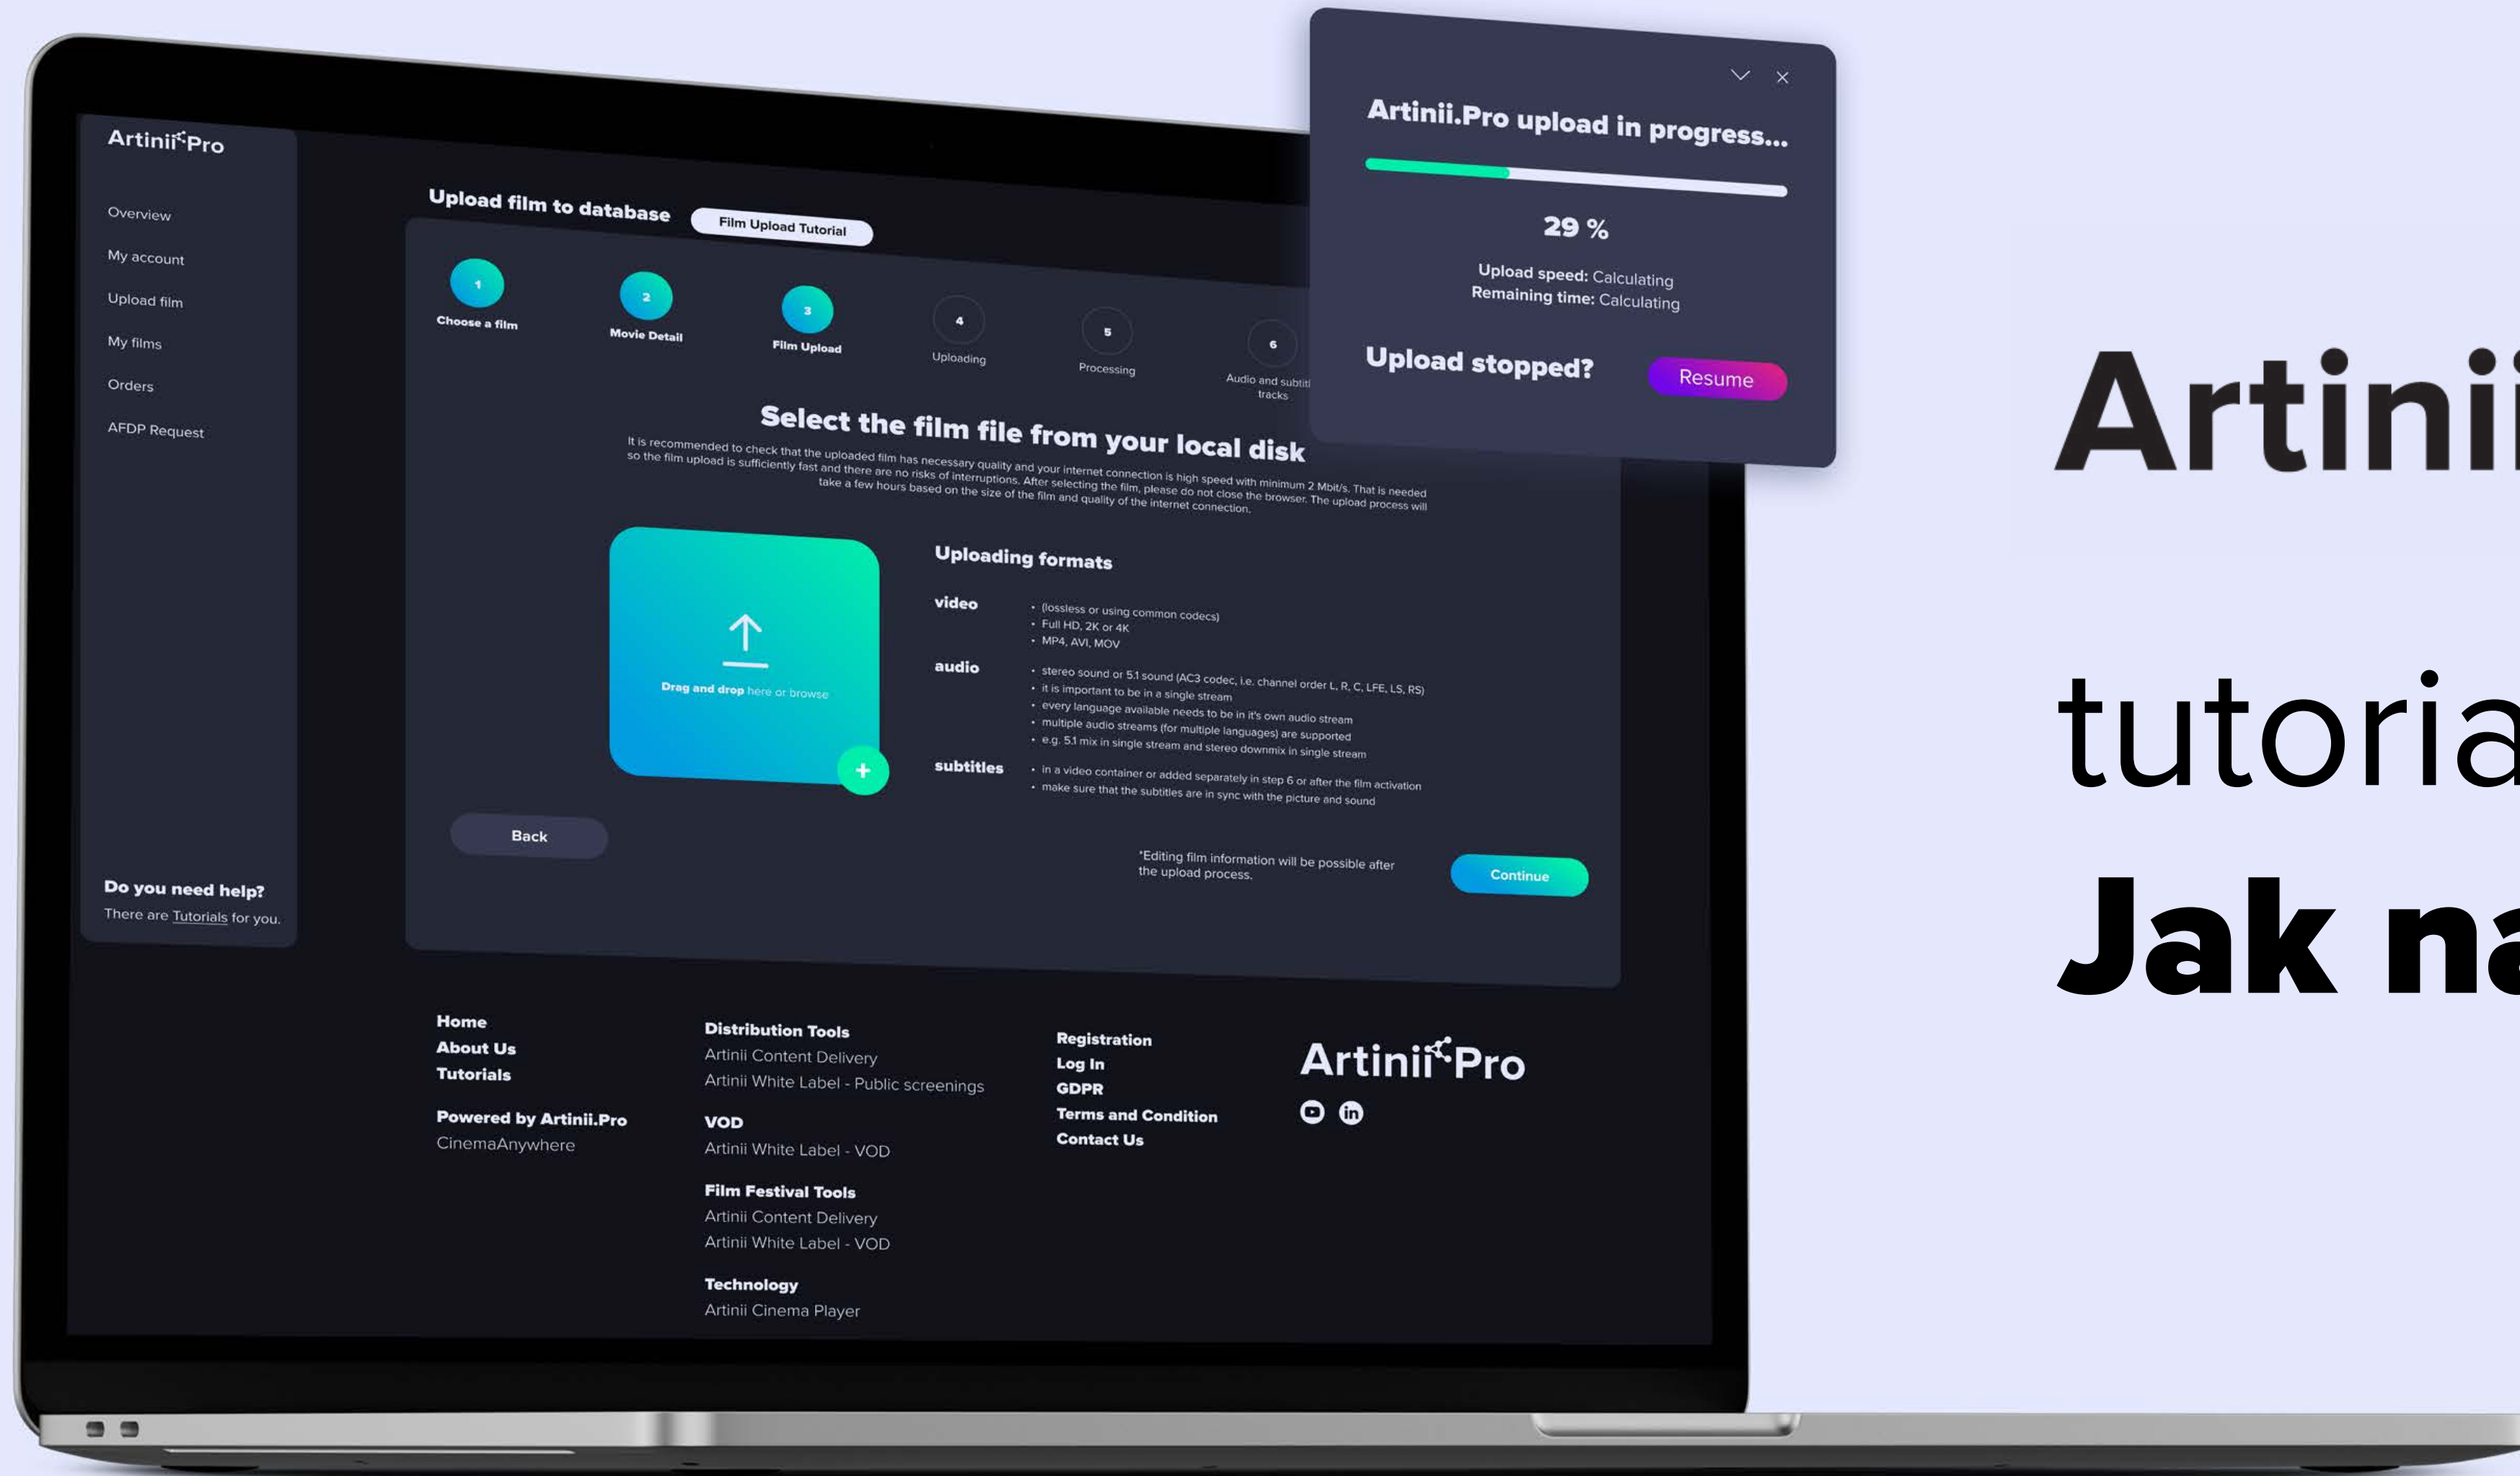 Artinii Pro
Overview
My account
Upload film
My films
Orders
AFDP Request
Do you need help?
There are Tutorials for you.
Upload film to database
Film Upload Tutorial
1
Choose a film
2
Movie Detail
3
Film Upload
4
Uploading
5
Processing
6
Audio and subtitl
tracks
Select the film file from your local disk
It is recommended to check that the uploaded film has necessary quality and your internet connection is high speed with minimum 2 Mbit/s. That is needed
so the film upload is sufficiently fast and there are no risks of interruptions. After selecting the film, please do not close the browser. The upload process will
take a few hours based on the size of the film and quality of the internet connection.
Drag and drop here or browse
+
Uploading formats
video
• (lossless or using common codecs)
• Full HD, 2K or 4K
• MP4, AVI, MOV
audio
• stereo sound or 5.1 sound (AC3 codec, i.e. channel order L, R, C, LFE, LS, RS)
• it is important to be in a single stream
• every language available needs to be in it's own audio stream
• multiple audio streams (for multiple languages) are supported
• e.g. 5.1 mix in single stream and stereo downmix in single stream
subtitles
• in a video container or added separately in step 6 or after the film activation
• make sure that the subtitles are in sync with the picture and sound
Back
*Editing film information will be possible after
the upload process.
Continue
Home
About Us
Tutorials
Powered by Artinii.Pro
CinemaAnywhere
Distribution Tools
Artinii Content Delivery
Artinii White Label - Public screenings
VOD
Artinii White Label - VOD
Film Festival Tools
Artinii Content Delivery
Artinii White Label - VOD
Technology
Artinii Cinema Player
Registration
Log In
GDPR
Terms and Condition
Contact Us
Artinii Pro
in
Artinii.Pro upload in progress...
29 %
Upload speed: Calculating
Remaining time: Calculating
Upload stopped?
Resume
Artinii
tutoria
Jak na